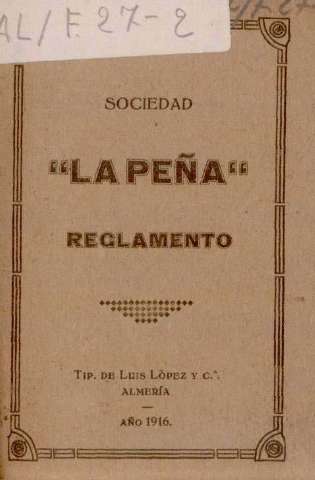 AL/F. 27-2
SOCIEDAD
"LA PEÑA"
REGLAMENTO
TIP. DE LUIS LÓPEZ Y C.ª
ALMERÍA
AÑO 1916.